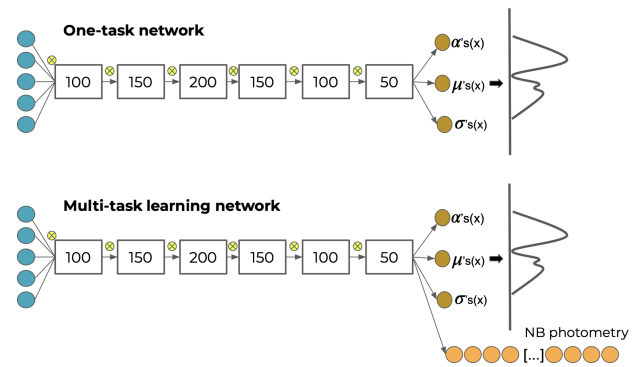 One-task network
100 150 200 150 100 50
α's(x)
μ's(x)
σ's(x)
Multi-task learning network
100 150 200 150 100 50
α's(x)
μ's(x)
σ's(x)
NB photometry
[...]